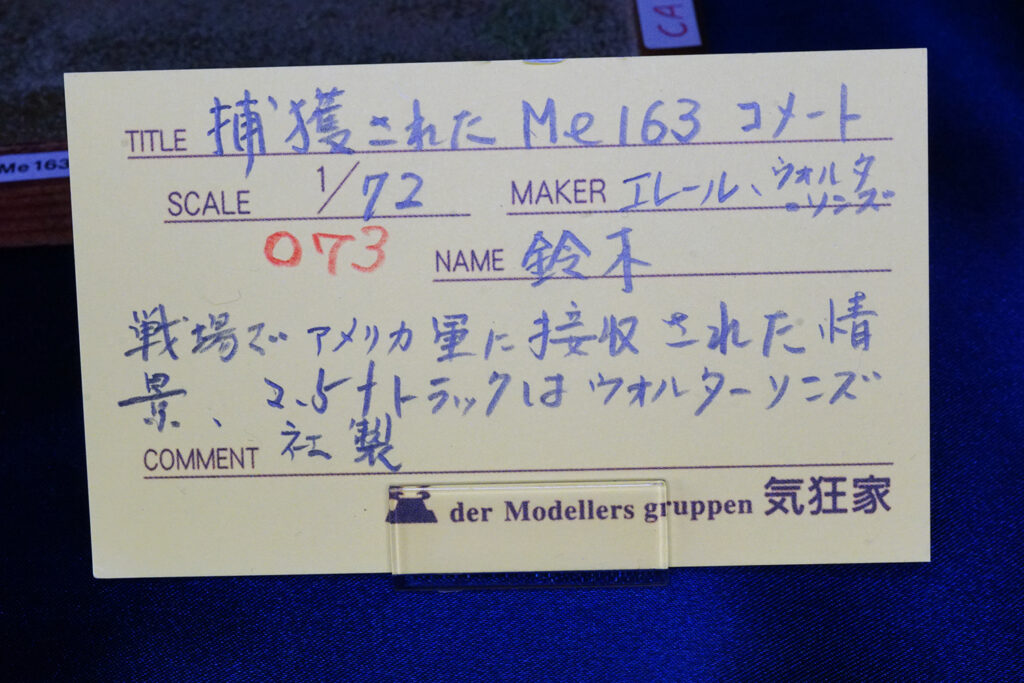 CA
Me 163
TITLE 捕獲された Me163 コメート
SCALE 1/72
MAKER エレール、ウォルターソンズ
073
NAME 鈴木
戦場でアメリカ軍に接収された情
景、2.5tトラックはウォルターソンズ
社製
COMMENT
der Modellers gruppen 気狂家